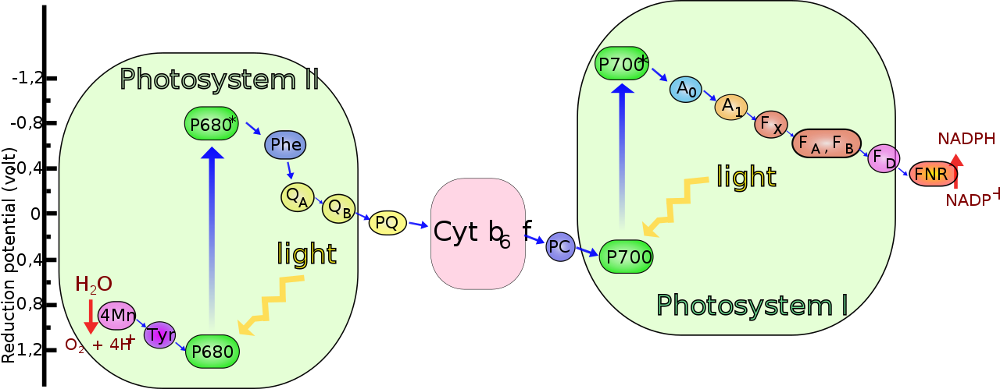 Reduction potential (volt)
-1,2
-0.8
-0,4
0
0,4
0.8
1,2
Photosystem II
P680*
Phe
QA
QB
light
H2O
4Mn
Tyr
O2 + 4H+
P680
PQ
Cyt b6 f
PC
P700*
A0
A1
FX
FA, FB
FD
FNR
NADPH
NADP+
light
P700
Photosystem I